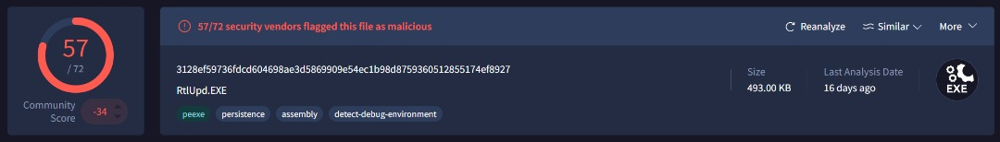 57
/ 72
Community
Score
-34
57/72 security vendors flagged this file as malicious
Reanalyze
Similar
More
3128ef59736fdcd604698ae3d5869909e54ec1b98d8759360512855174ef8927
RtlUpd.EXE
peexe persistence assembly detect-debug-environment
Size
493.00 KB
Last Analysis Date
16 days ago
EXE